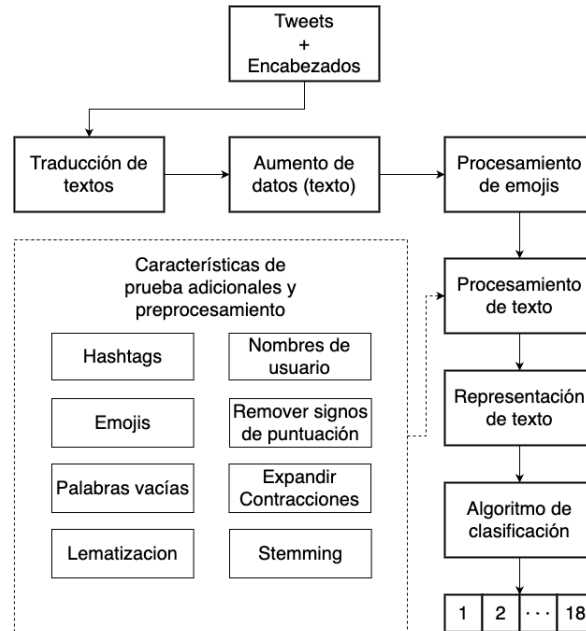 Tweets
+
Encabezados
Traducción de
textos
Aumento de
datos (texto)
Procesamiento
de emojis
Características de
prueba adicionales y
preprocesamiento
Hashtags
Nombres de
usuario
Emojis
Remover signos
de puntuación
Palabras vacías
Expandir
Contracciones
Lematizacion
Stemming
Procesamiento
de texto
Representación
de texto
Algoritmo de
clasificación
1 2 · · · 18